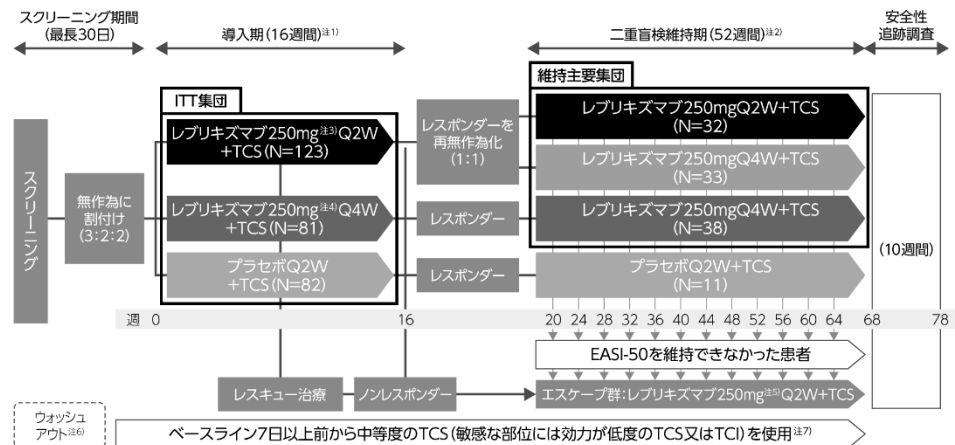 スクリーニング期間
(最長30日)
導入期(16週間)注1)
二重盲検維持期(52週間)注2)
安全性
追跡調査
ITT集団
維持主要集団
スクリーニング
無作為に
割付け
(3:2:2)
レブリキズマブ250mg注3)Q2W
+TCS(N=123)
レブリキズマブ250mg注4)Q4W
+TCS(N=81)
プラセボQ2W
+TCS(N=82)
レスポンダーを
再無作為化
(1:1)
レスポンダー
レスポンダー
レブリキズマブ250mgQ2W+TCS
(N=32)
レブリキズマブ250mgQ4W+TCS
(N=33)
レブリキズマブ250mgQ4W+TCS
(N=38)
プラセボQ2W+TCS
(N=11)
(10週間)
週 0 16 20 24 28 32 36 40 44 48 52 56 60 64 68 78
EASI-50を維持できなかった患者
レスキュー治療
ノンレスポンダー
エスケープ群:レブリキズマブ250mg注5)Q2W+TCS
ウォッシュ
アウト注6)
ベースライン7日以上前から中等度のTCS(敏感な部位には効力が低度のTCS又はTCI)を使用注7)